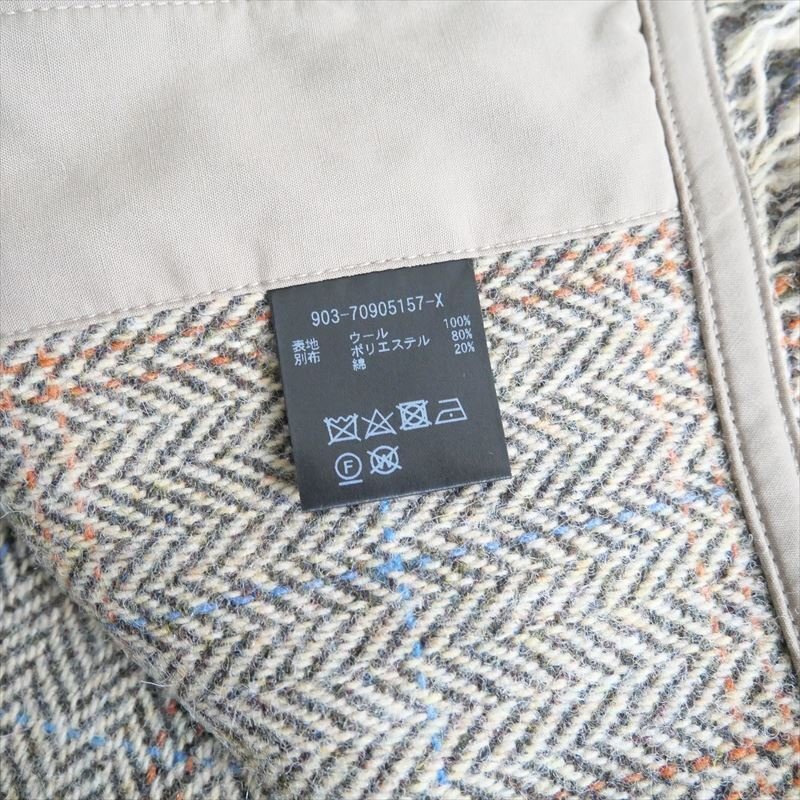 903-70905157-X
表地 ウール 100%
別布 ポリエステル 80%
綿 20%
F W